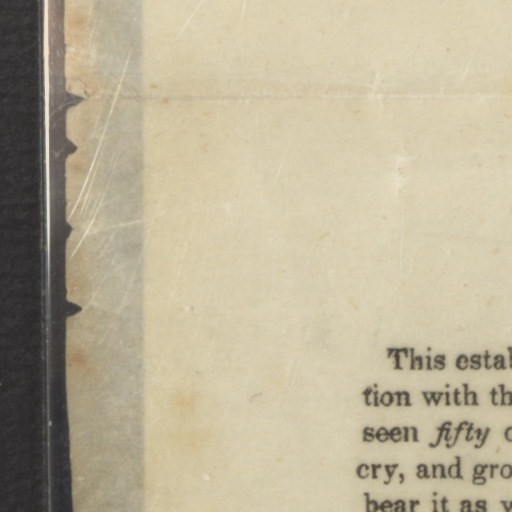 This estal
tion with th
seen fifty
cry, and gro
bear it as